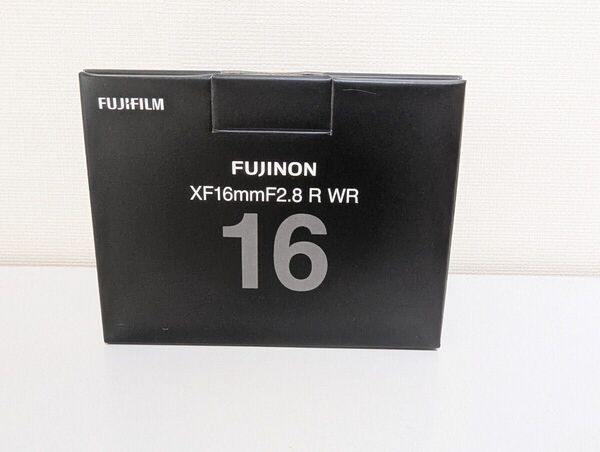 FUJIFILM
FUJINON
XF16mmF2.8 R WR
16